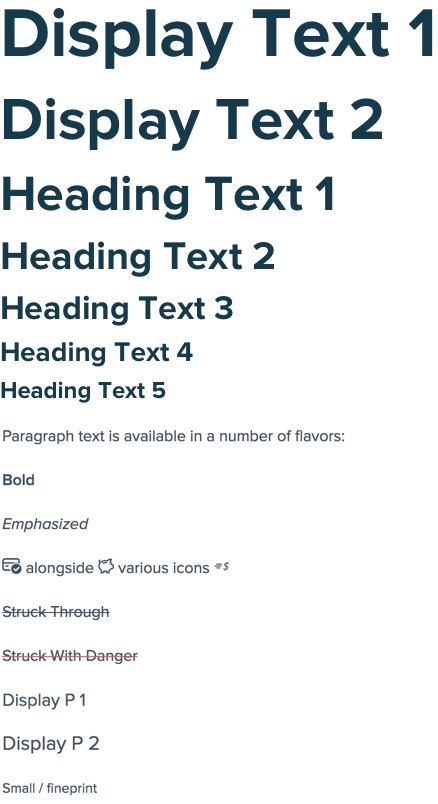 Display Text 1
Display Text 2
Heading Text 1
Heading Text 2
Heading Text 3
Heading Text 4
Heading Text 5
Paragraph text is available in a number of flavors:
Bold
Emphasized
alongside various icons $
Struck Through
Struck With Danger
Display P 1
Display P 2
Small / fineprint